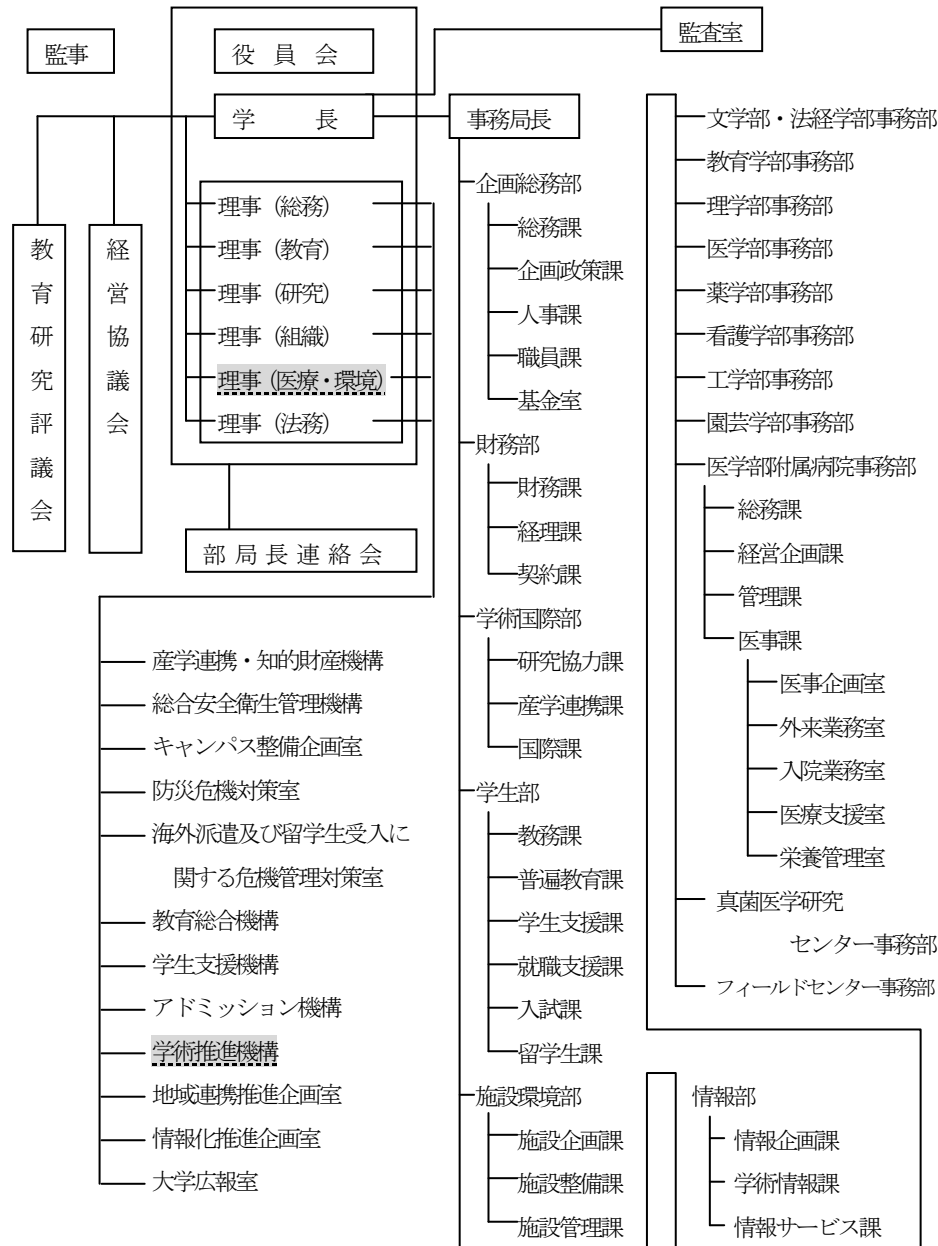 監事
役員会
監査室
学長
事務局長
教育研究評議会
経営協議会
理事（総務）
理事（教育）
理事（研究）
理事（組織）
理事（医療・環境）
理事（法務）
部局長連絡会
産学連携・知的財産機構
総合安全衛生管理機構
キャンパス整備企画室
防災危機対策室
海外派遣及び留学生受入に
関する危機管理対策室
教育総合機構
学生支援機構
アドミッション機構
学術推進機構
地域連携推進企画室
情報化推進企画室
大学広報室
企画総務部
総務課
企画政策課
人事課
職員課
基金室
財務部
財務課
経理課
契約課
学術国際部
研究協力課
産学連携課
国際課
学生部
教務課
普遍教育課
学生支援課
就職支援課
入試課
留学生課
施設環境部
施設企画課
施設整備課
施設管理課
文学部・法経学部事務部
教育学部事務部
理学部事務部
医学部事務部
薬学部事務部
看護学部事務部
工学部事務部
園芸学部事務部
医学部附属病院事務部
総務課
経営企画課
管理課
医事課
医事企画室
外来業務室
入院業務室
医療支援室
栄養管理室
真菌医学研究
センター事務部
フィールドセンター事務部
情報部
情報企画課
学術情報課
情報サービス課